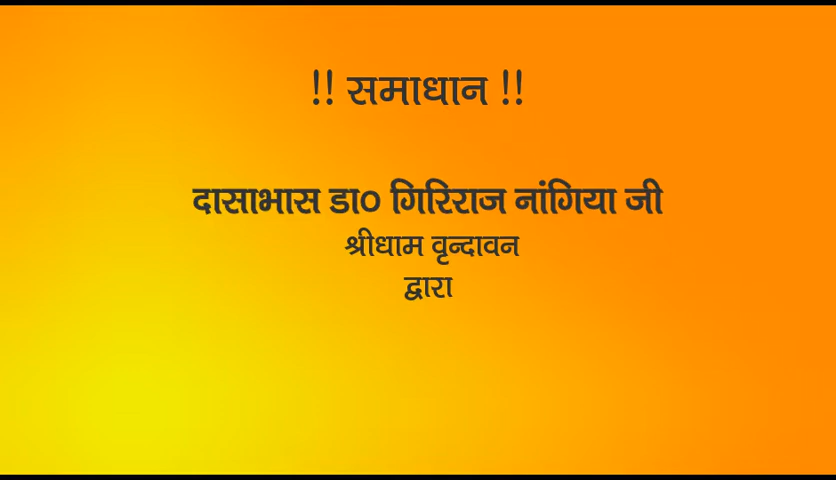 !! समाधान !!
दासाभास डा० गिरिराज नांगिया जी
श्रीधाम वृन्दावन
द्वारा